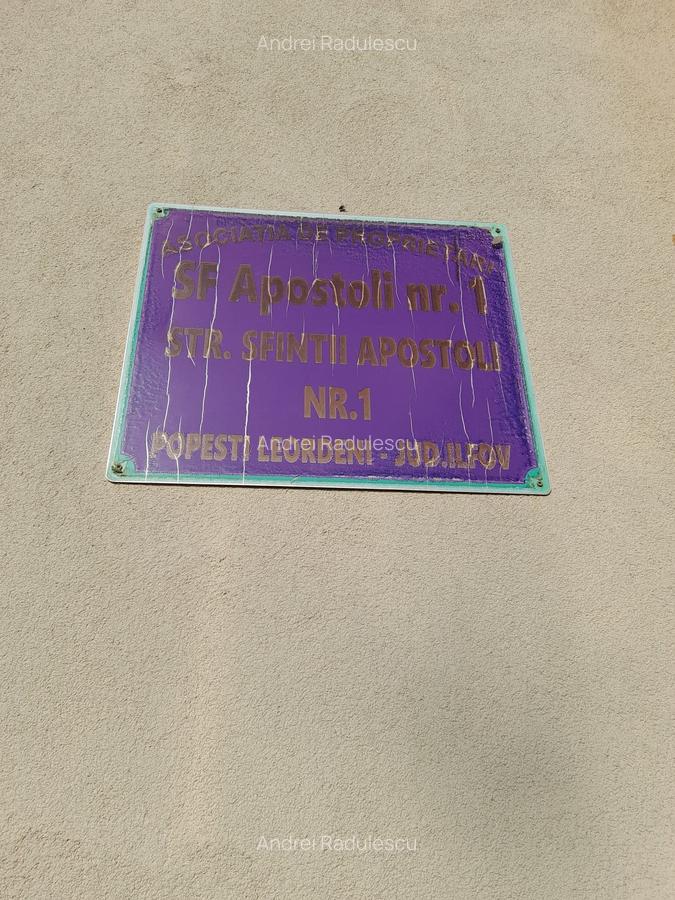 Andrei Radulescu
ASOCIATIA DE PROPRIETARI
SF Apostoli nr. 1
STR. SFINTII APOSTOLI
NR.1
POPESTI LEORDENI - JUD.ILFOV
Andrei Radulescu
Andrei Radulescu